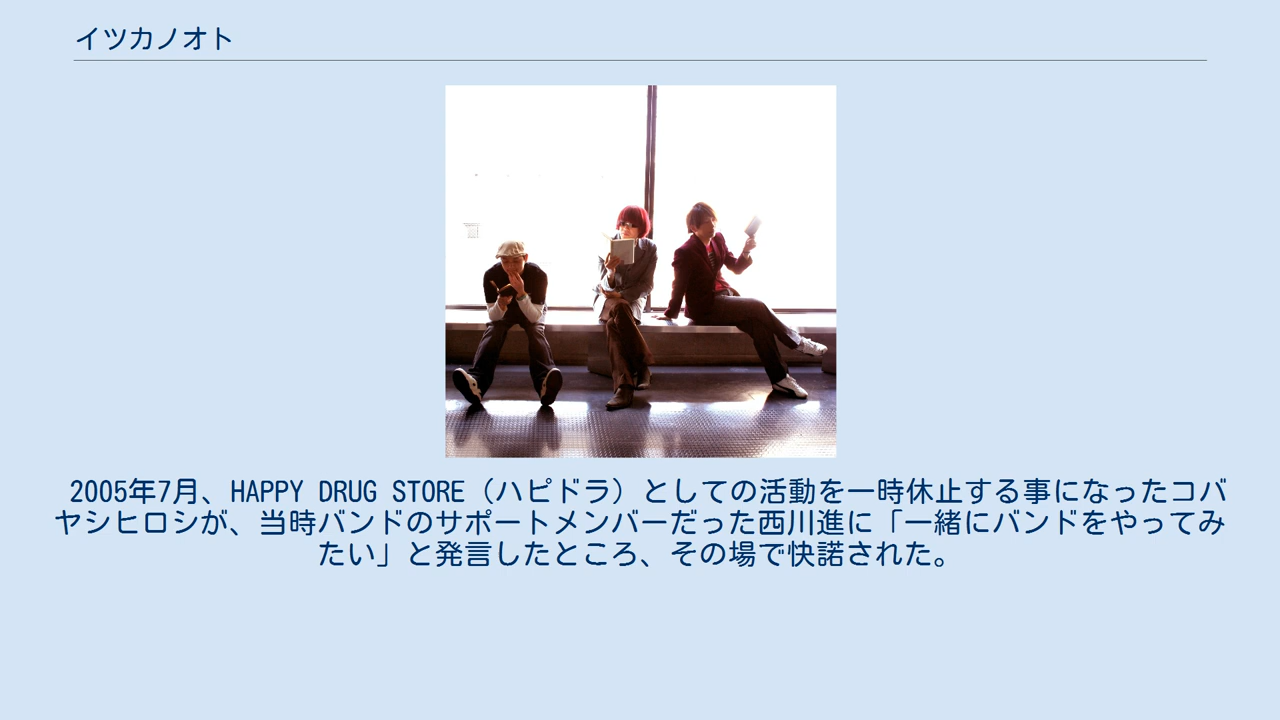 イツカノオト
2005年7月、HAPPY DRUG STORE（ハピドラ）としての活動を一時休止する事になったコバ
ヤシヒロシが、当時バンドのサポートメンバーだった西川進に「一緒にバンドをやってみ
たい」と発言したところ、その場で快諾された。